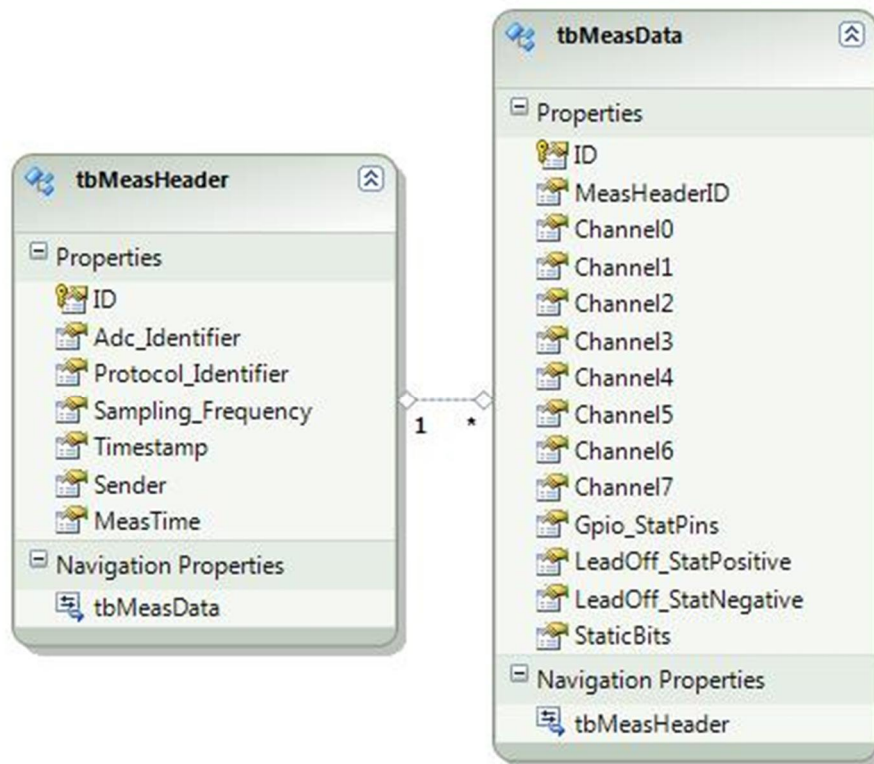 tbMeasHeader
Properties
ID
Adc_Identifier
Protocol_Identifier
Sampling_Frequency
Timestamp
Sender
MeasTime
Navigation Properties
tbMeasData
1 *
tbMeasData
Properties
ID
MeasHeaderID
Channel0
Channel1
Channel2
Channel3
Channel4
Channel5
Channel6
Channel7
Gpio_StatPins
LeadOff_StatPositive
LeadOff_StatNegative
StaticBits
Navigation Properties
tbMeasHeader